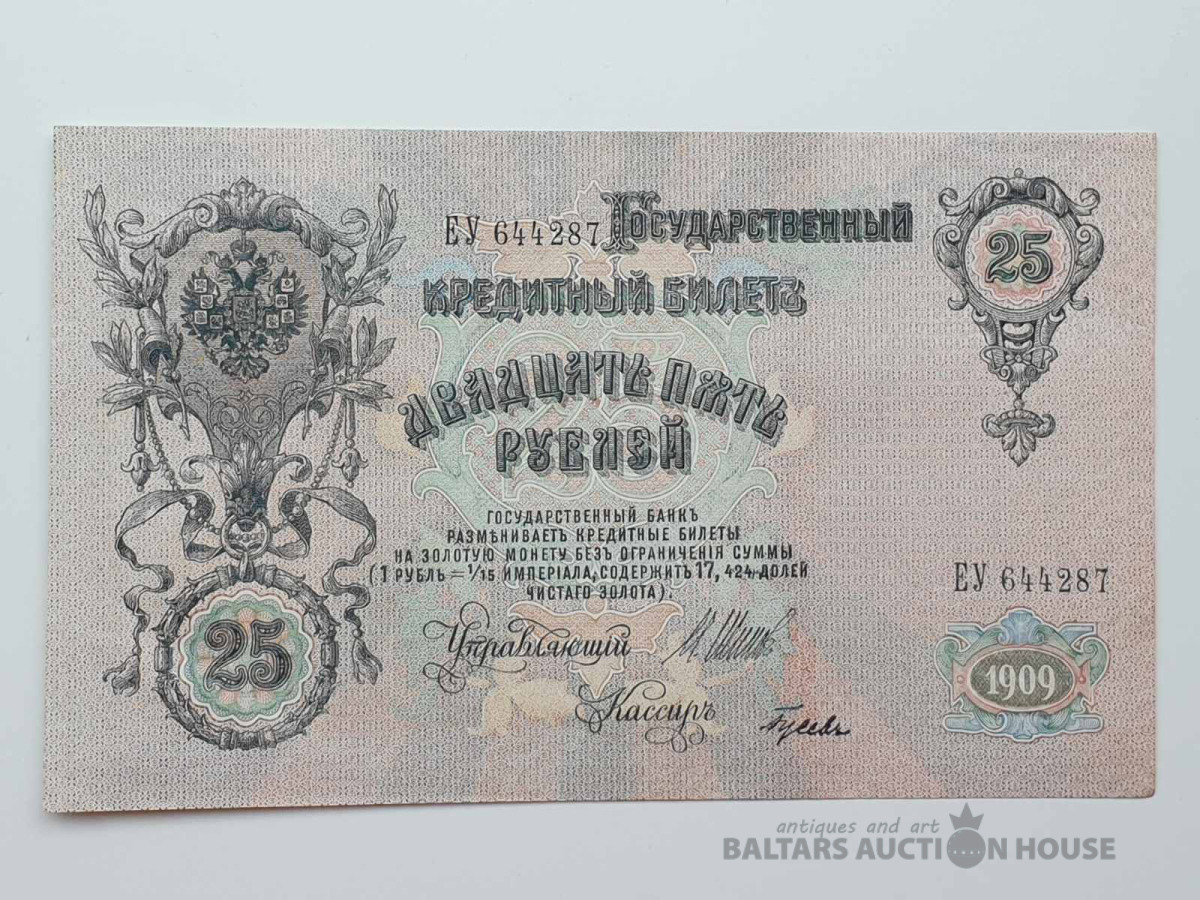 ЕУ 644287 Государственный
Кредитный Билетъ
25
Двадцать пять
рублей
Государственный Банкъ
размѣниваетъ кредитные билеты
на золотую монету безъ ограниченія суммы
(1 рубль = 1/15 имперіала, содержитъ 17,424 долей
чистаго золота).
ЕУ 644287
25
Управляющий
Кассиръ
Гусевъ
1909
antiques and art
BALTARS AUCTION HOUSE